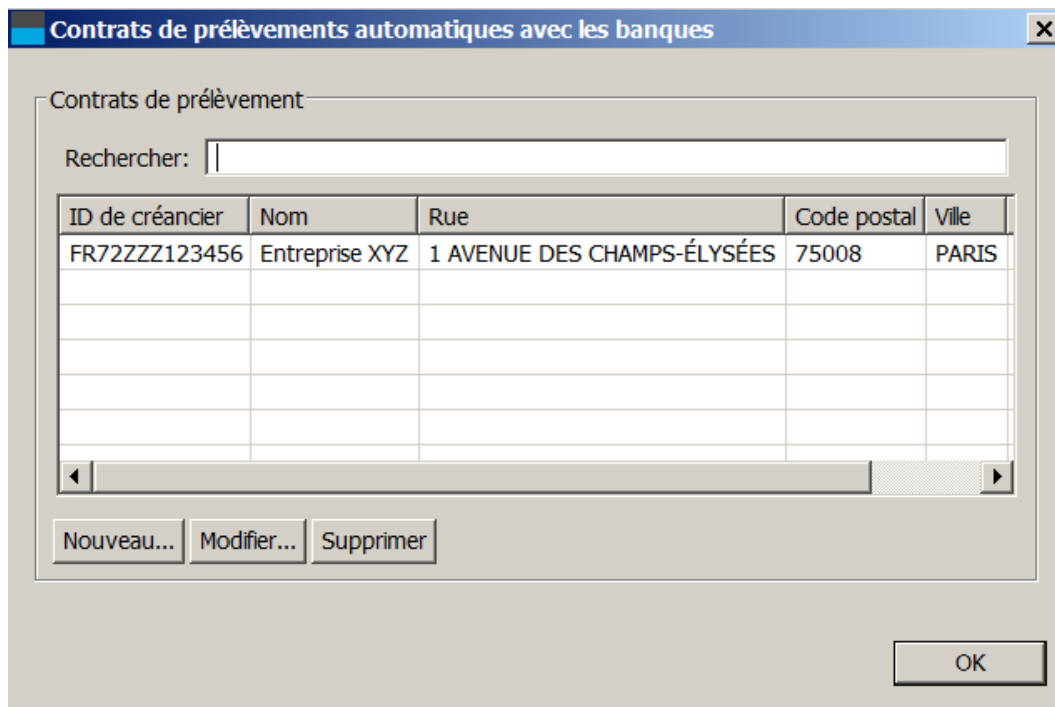 Contrats de prélèvements automatiques avec les banques
Contrats de prélèvement
Rechercher:
ID de créancier Nom Rue Code postal Ville
FR72ZZZ123456 Entreprise XYZ 1 AVENUE DES CHAMPS-ÉLYSÉES 75008 PARIS
Nouveau... Modifier... Supprimer
OK